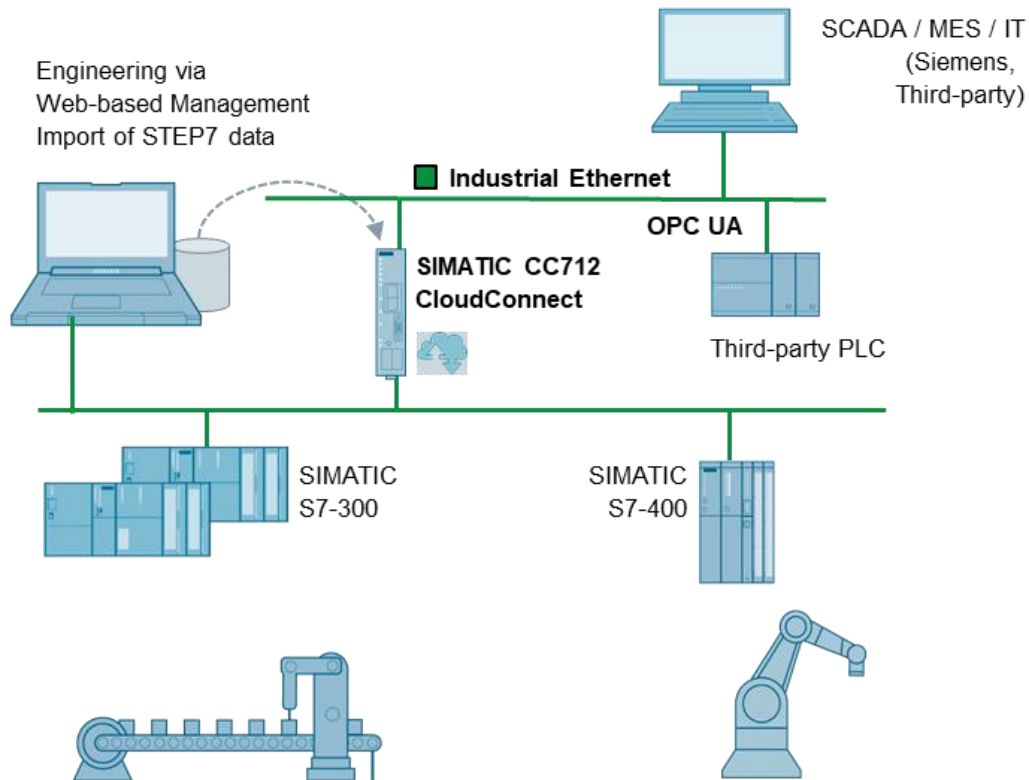 SCADA / MES / IT
(Siemens,
Third-party)
Engineering via
Web-based Management
Import of STEP7 data
Industrial Ethernet
OPC UA
SIMATIC CC712
CloudConnect
Third-party PLC
SIMATIC
S7-300
SIMATIC
S7-400